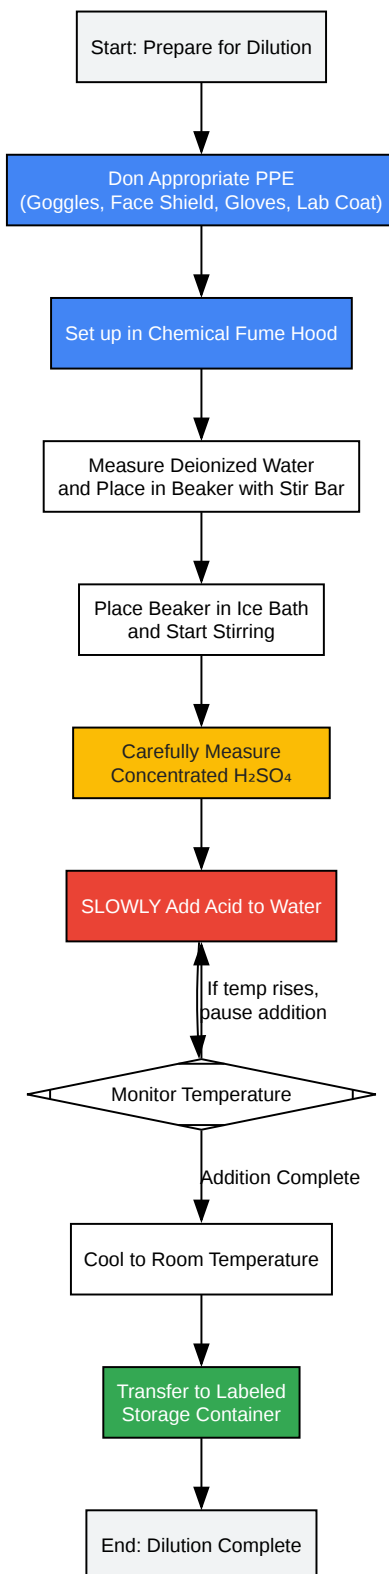 Start: Prepare for Dilution
Don Appropriate PPE
(Goggles, Face Shield, Gloves, Lab Coat)
Set up in Chemical Fume Hood
Measure Deionized Water
and Place in Beaker with Stir Bar
Place Beaker in Ice Bath
and Start Stirring
Carefully Measure
Concentrated H₂SO₄
SLOWLY Add Acid to Water
If temp rises,
pause addition
Monitor Temperature
Addition Complete
Cool to Room Temperature
Transfer to Labeled
Storage Container
End: Dilution Complete